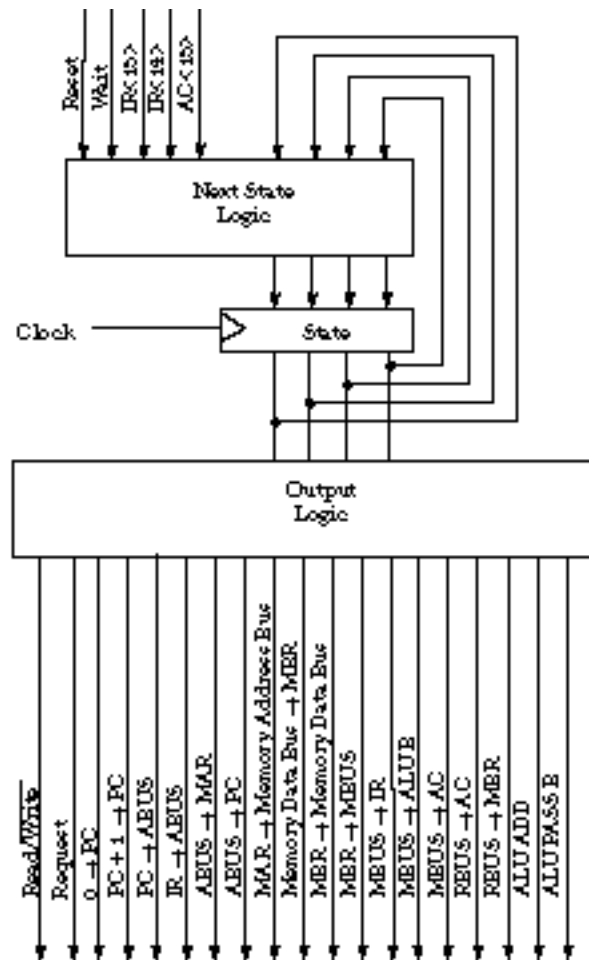 Reset
Wait
IR<15>
IR<14>
AC<15>
Next State
Logic
Clock
State
Output
Logic
Read/Write
Request
0 → PC
PC + 1 → PC
PC → ABUS
IR → ABUS
ABUS → MAR
ABUS → PC
MAR → Memory Address Bus
Memory Data Bus → MBR
MBR → Memory Data Bus
MBR → MBUS
MBUS → IR
MBUS → ALU B
MBUS → AC
RBUS → AC
RBUS → MBR
ALU ADD
ALU PASS B